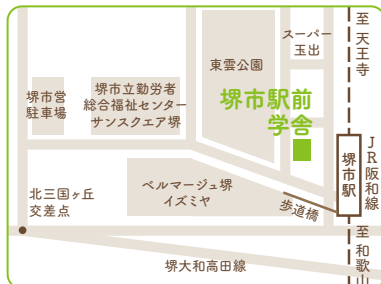 至 天王寺
スーパー
玉出
東雲公園
堺市営
駐車場
堺市立勤労者
総合福祉センター
サンスクエア堺
堺市駅前
学舎
JR阪和線
堺市駅
ベルマージュ堺
イズミヤ
歩道橋
北三国ヶ丘
交差点
至 和歌山
堺大和高田線